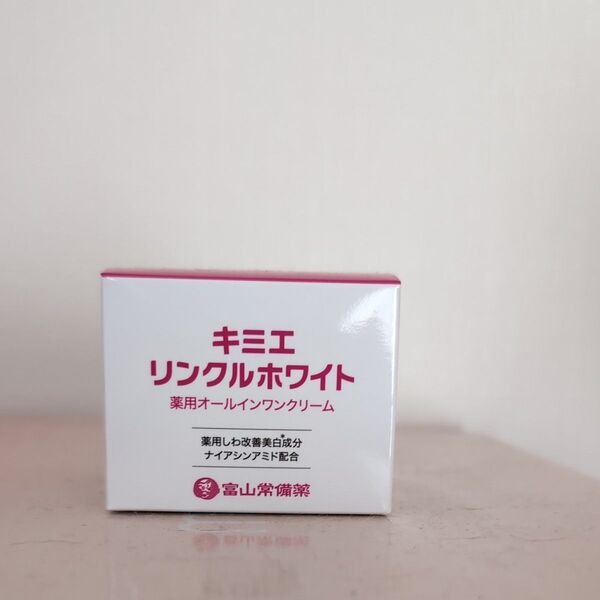 キミエ
リンクルホワイト
薬用オールインワンクリーム
薬用しわ改善美白*成分
ナイアシンアミド配合
富山常備薬